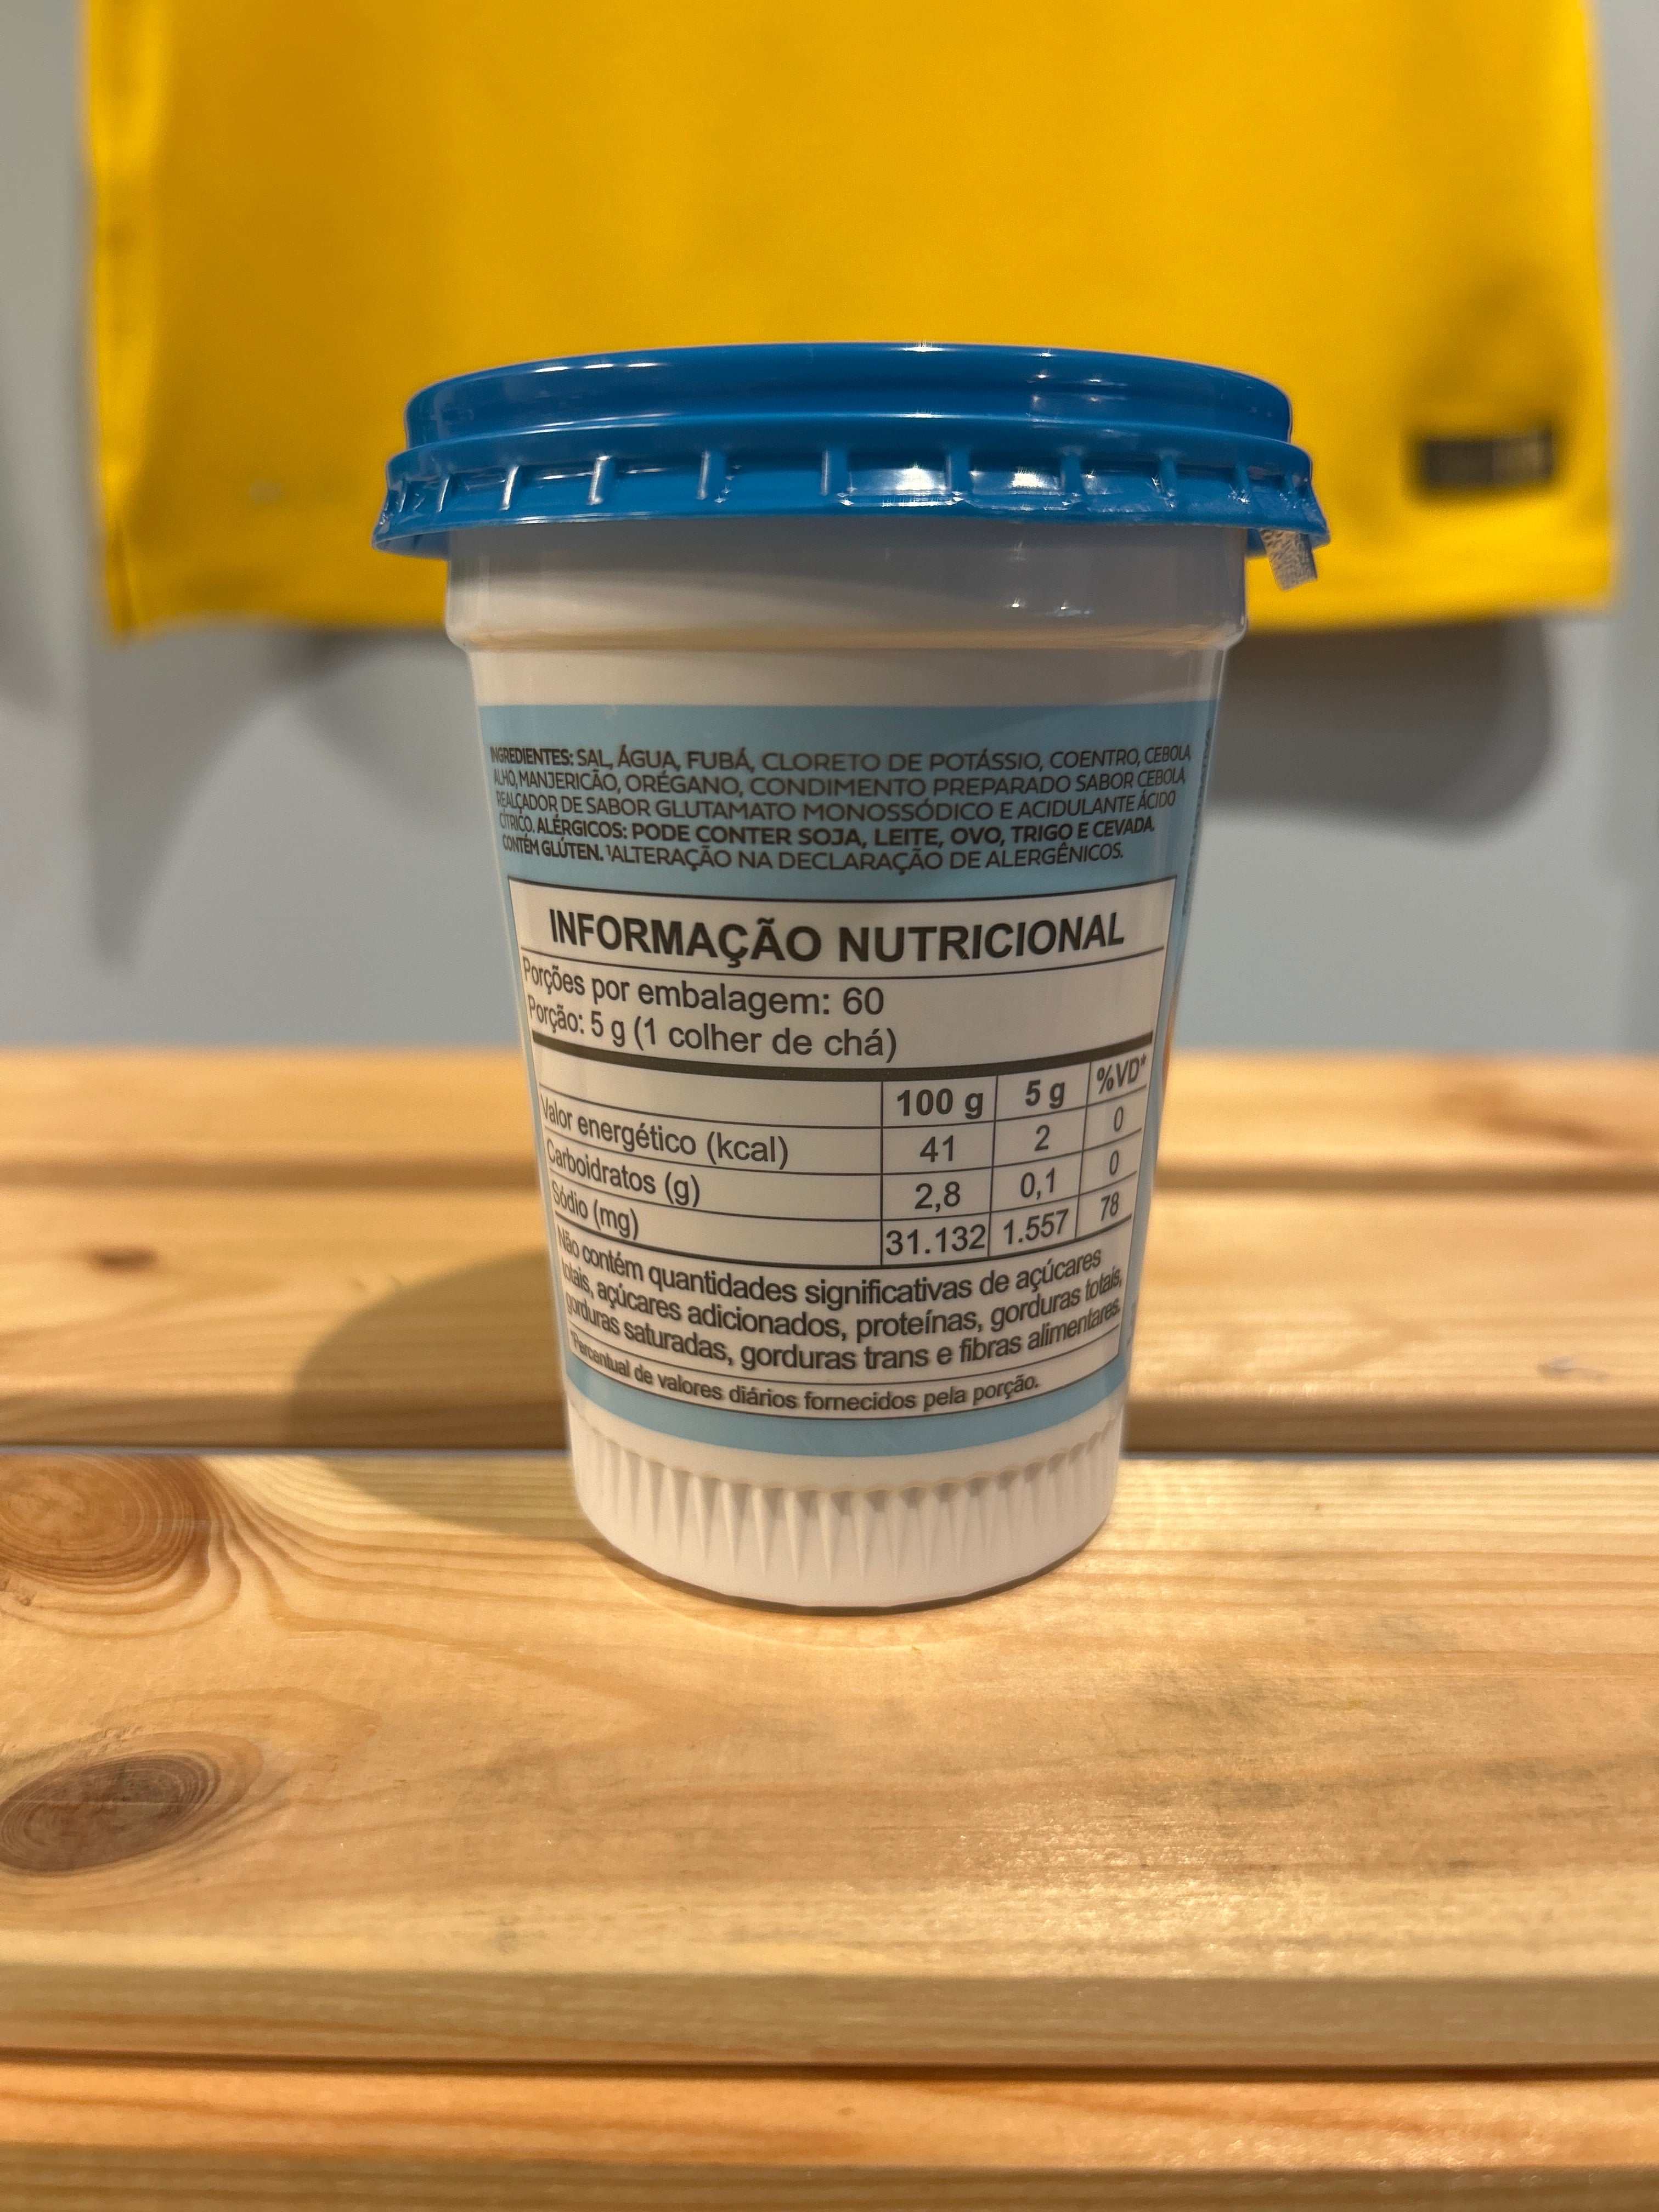 INGREDIENTES: SAL, ÁGUA, FUBÁ, CLORETO DE POTÁSSIO, COENTRO, CEBOLA,
ALHO, MANJERICÃO, ORÉGANO, CONDIMENTO PREPARADO SABOR CEBOLA,
REALÇADOR DE SABOR GLUTAMATO MONOSSÓDICO E ACIDULANTE ÁCIDO
CÍTRICO. ALÉRGICOS: PODE CONTER SOJA, LEITE, OVO, TRIGO E CEVADA.
CONTÉM GLÚTEN. ¹ALTERAÇÃO NA DECLARAÇÃO DE ALERGÊNICOS.
INFORMAÇÃO NUTRICIONAL
Porções por embalagem: 60
Porção: 5 g (1 colher de chá)
100 g 5 g %VD*
Valor energético (kcal) 41 2 0
Carboidratos (g) 2,8 0,1 0
Sódio (mg) 31.132 1.557 78
Não contém quantidades significativas de açúcares
totais, açúcares adicionados, proteínas, gorduras totais,
gorduras saturadas, gorduras trans e fibras alimentares.
*Percentual de valores diários fornecidos pela porção.